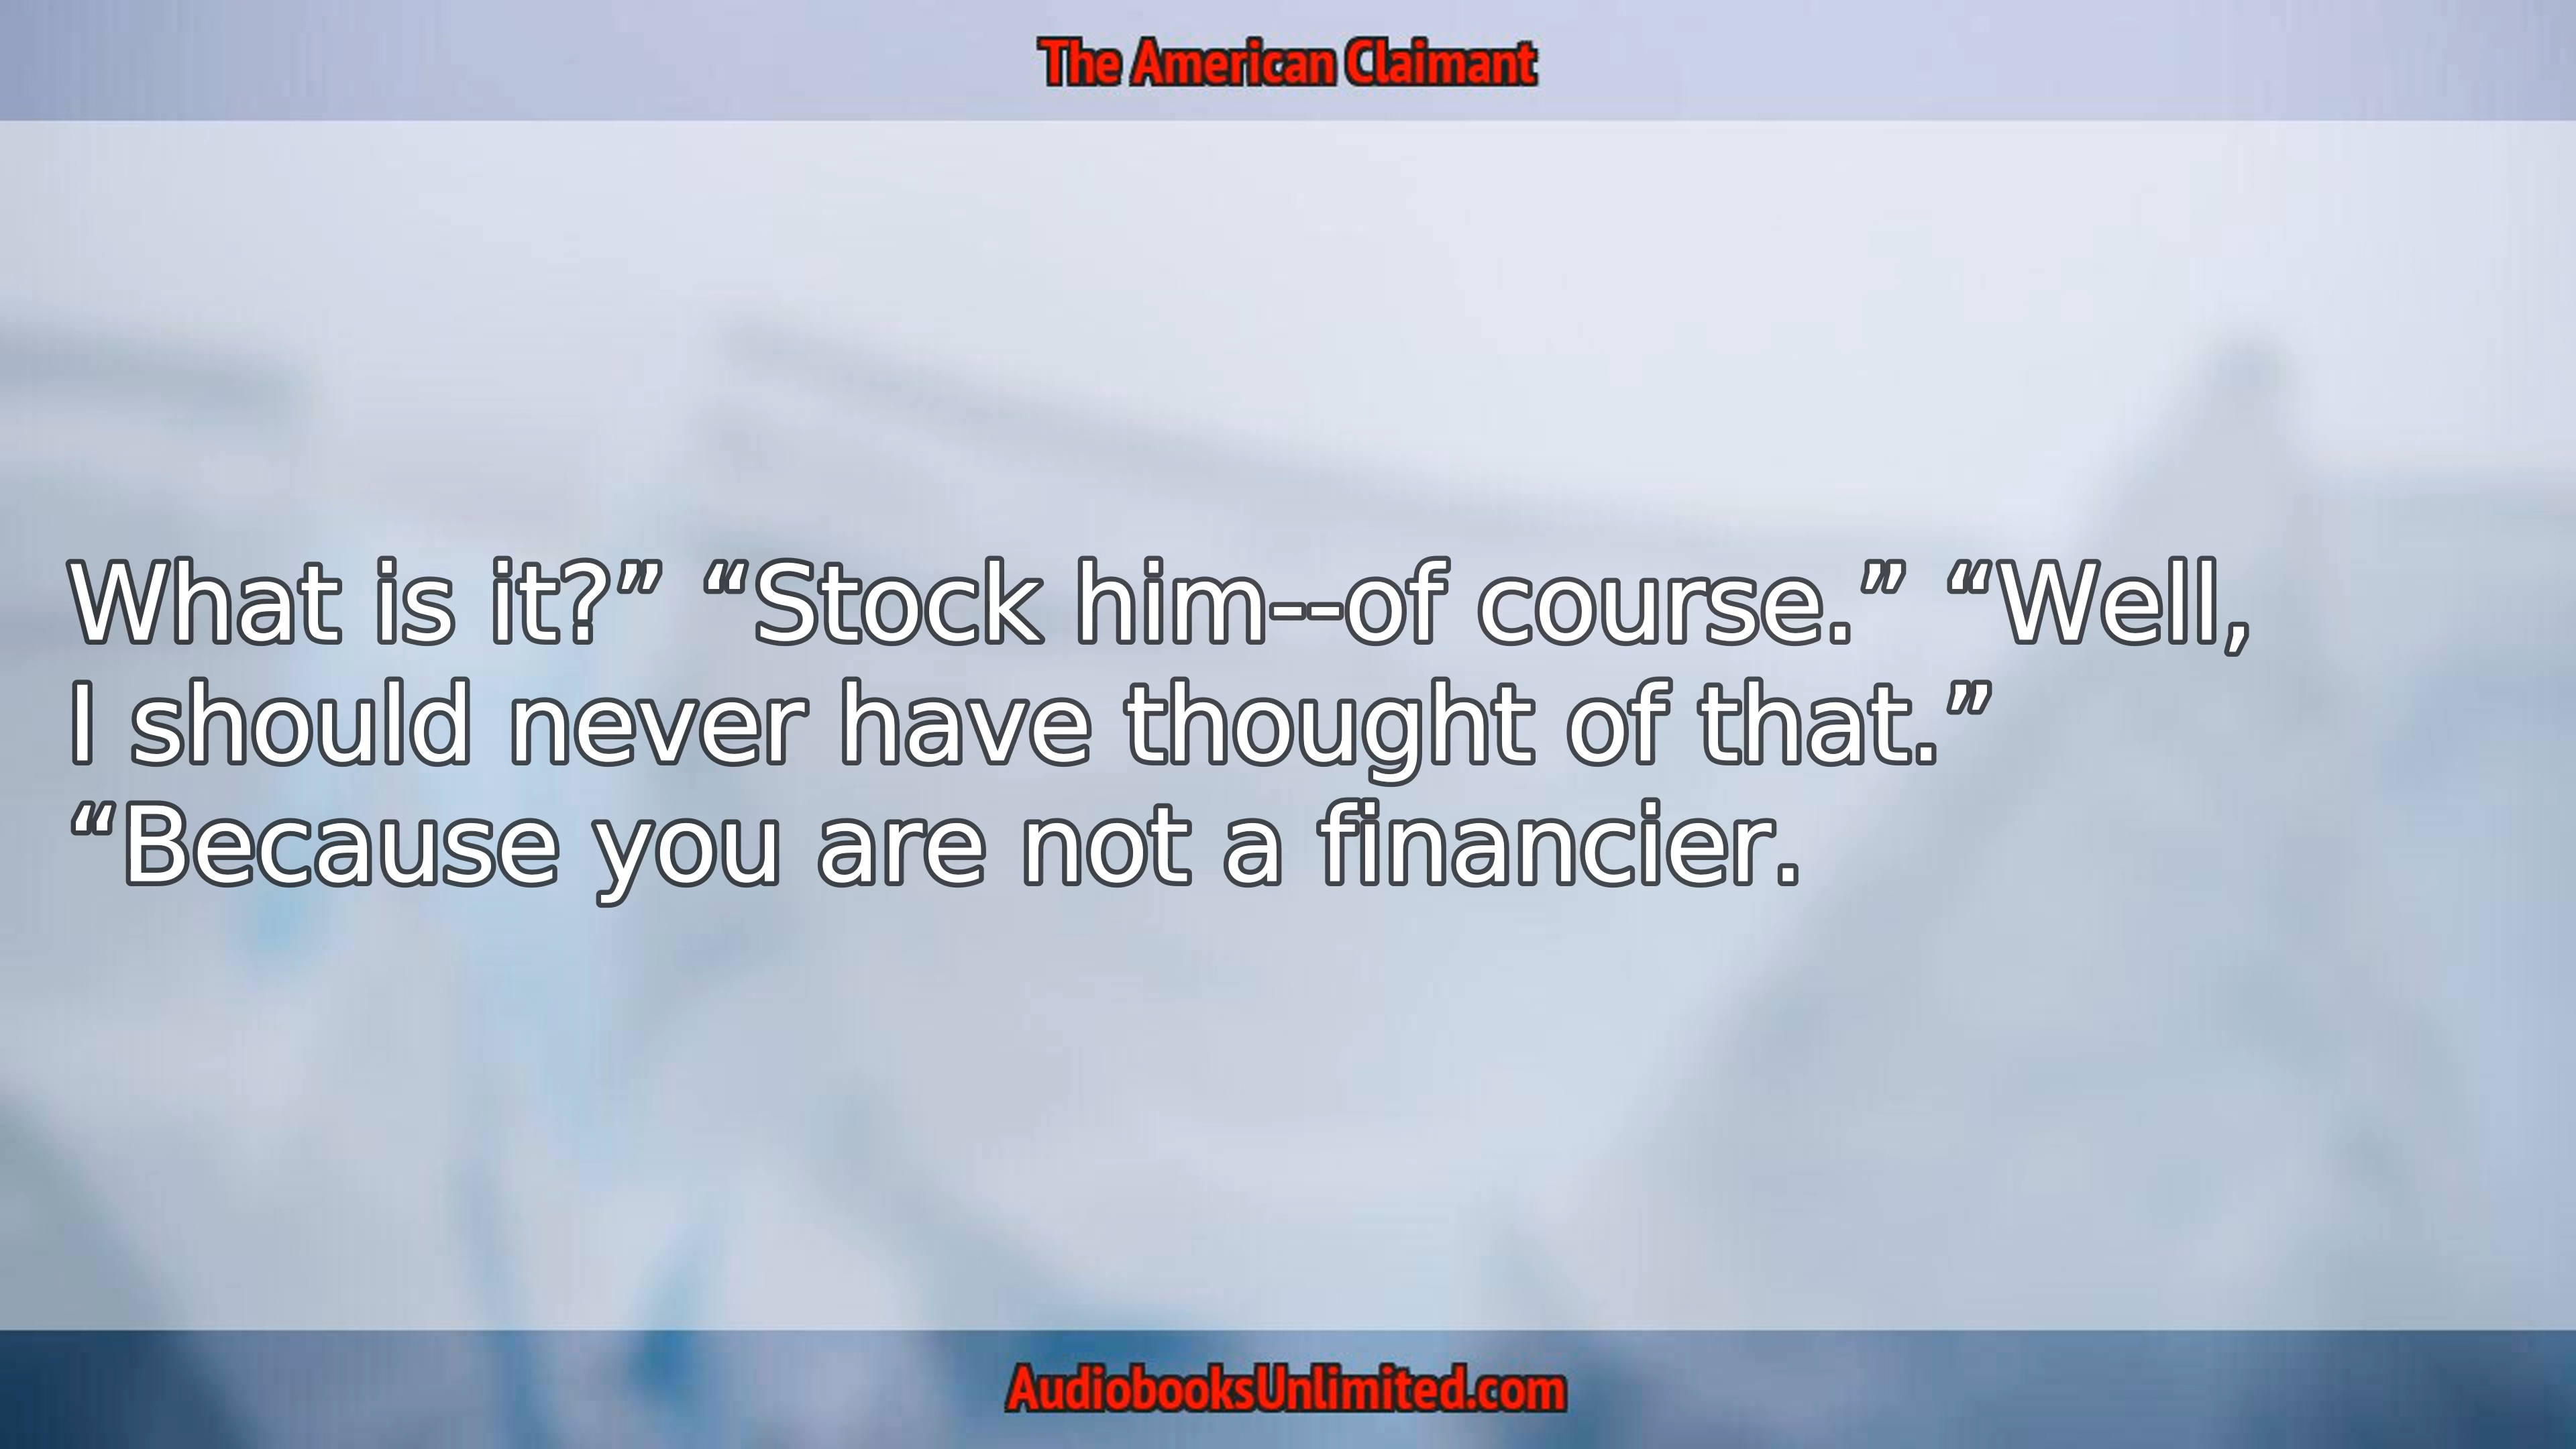 The American Claimant
What is it?” “Stock him--of course.” “Well,
I should never have thought of that.”
“Because you are not a financier.
AudiobooksUnlimited.com